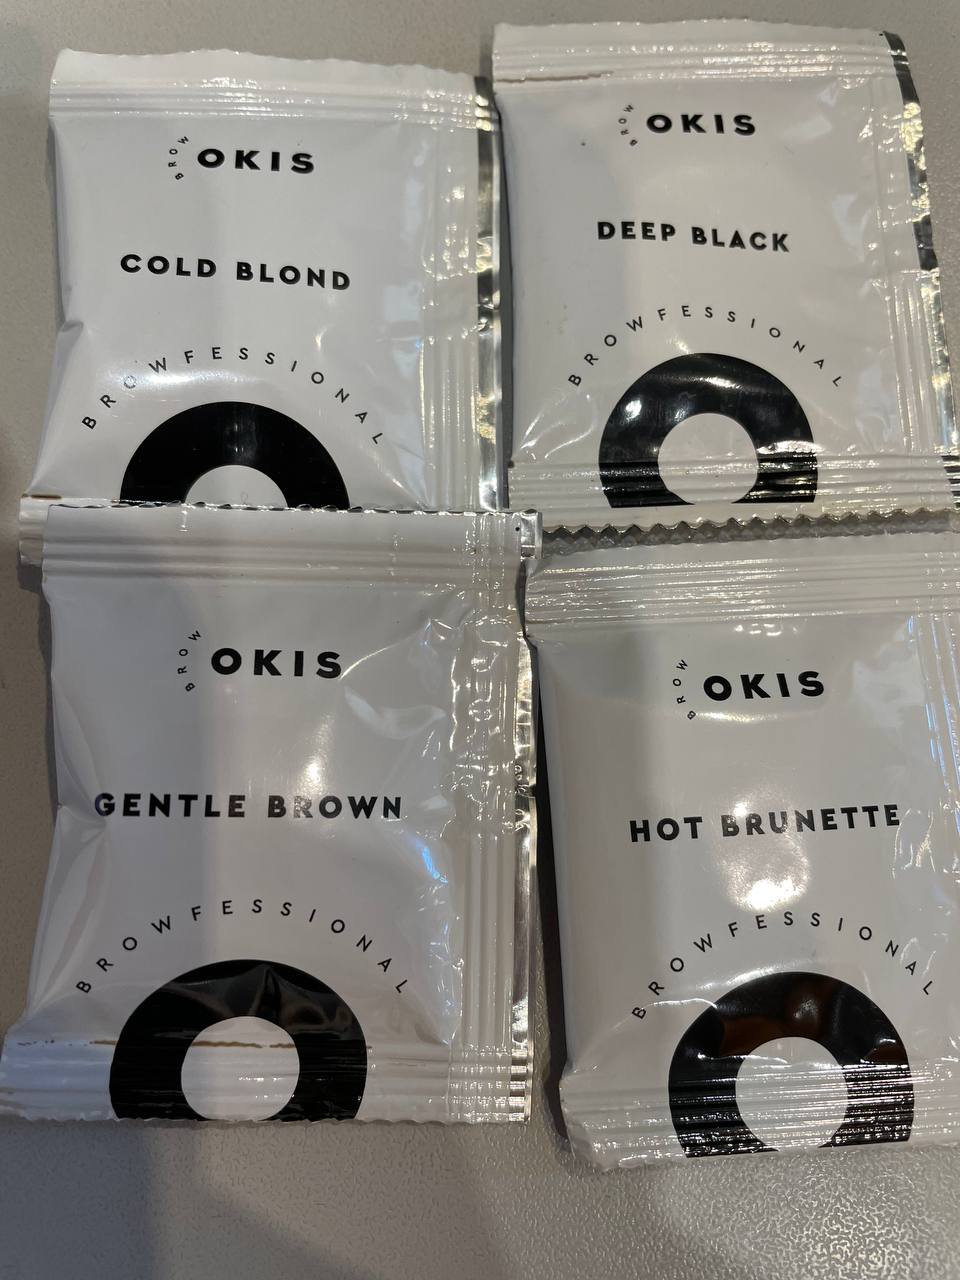 BROW OKIS
COLD BLOND
BROWFESSIONAL
BROW OKIS
DEEP BLACK
BROWFESSIONAL
BROW OKIS
GENTLE BROWN
BROWFESSIONAL
BROW OKIS
HOT BRUNETTE
BROWFESSIONAL